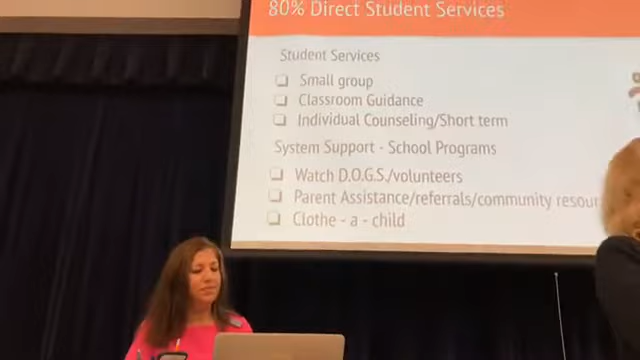 80% Direct Student Services
Student Services
Small group
Classroom Guidance
Individual Counseling/Short term
System Support - School Programs
Watch D.O.G.S./volunteers
Parent Assistance/referrals/community
Clothe - a - child